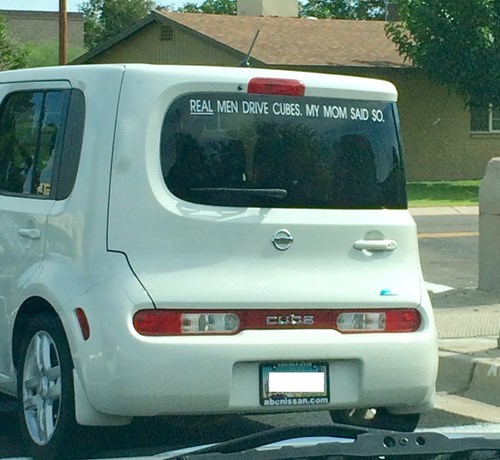 REAL MEN DRIVE CUBES. MY MOM SAID SO.
CUBE
abcnissan.com